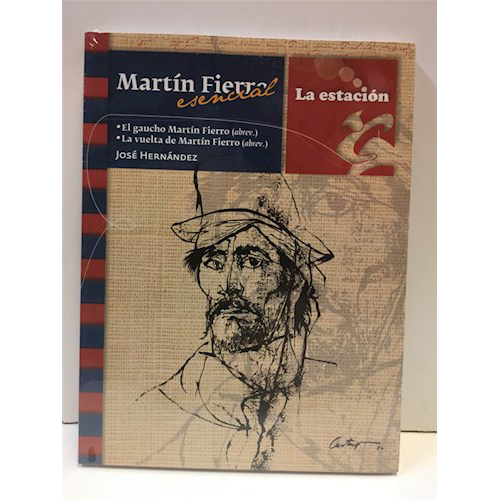 Martín Fierro
esencial
La estación
• El gaucho Martín Fierro (abrev.)
• La vuelta de Martín Fierro (abrev.)
José Hernández